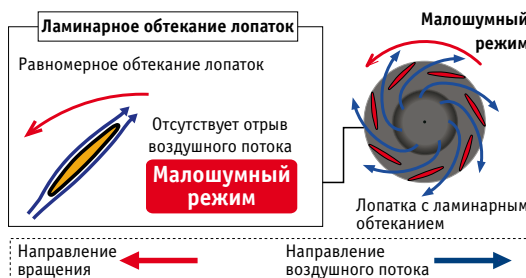 Ламинарное обтекание лопаток
Равномерное обтекание лопаток
Отсутствует отрыв
воздушного потока
Малошумный
режим
Малошумный
режим
Лопатка с ламинарным
обтеканием
Направление
вращения
Направление
воздушного потока